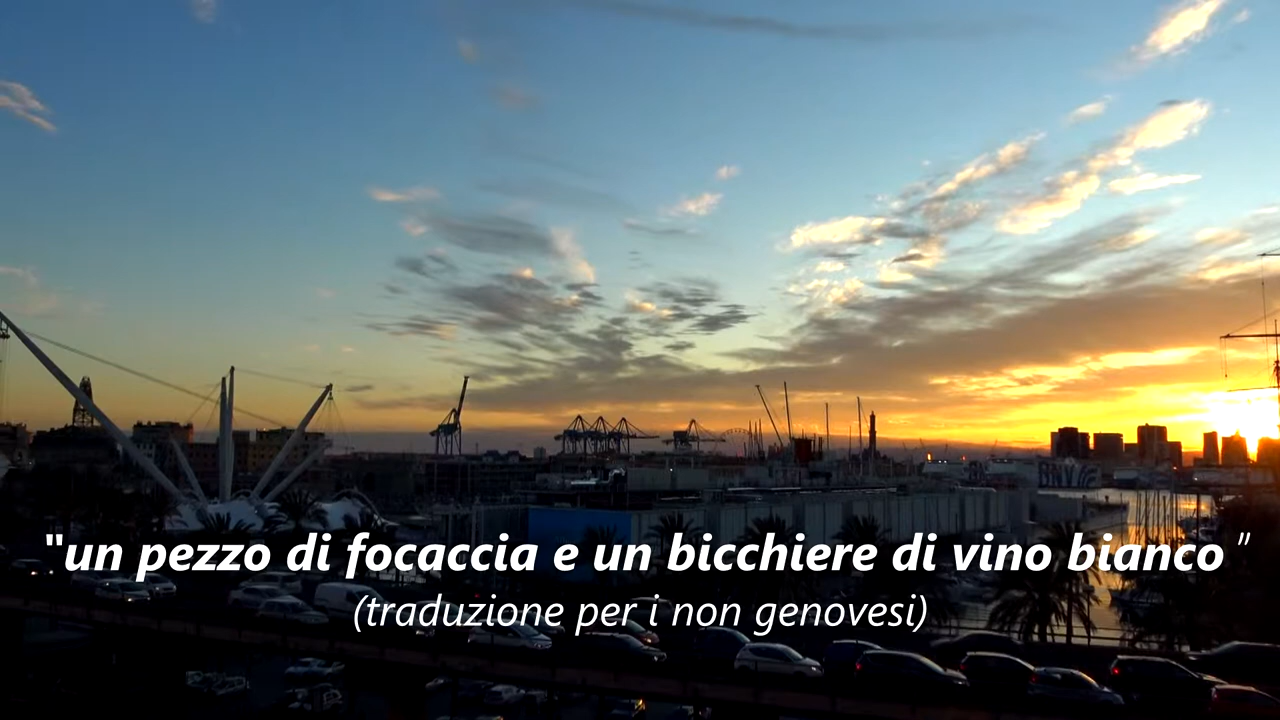 "un pezzo di focaccia e un bicchiere di vino bianco"
(traduzione per i non genovesi)